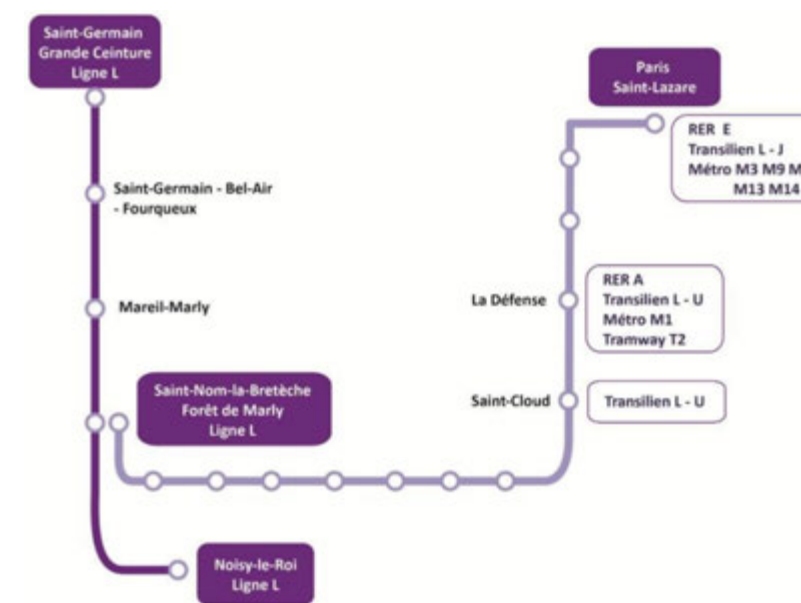 Saint-Germain
Grande Ceinture
Ligne L
Paris
Saint-Lazare
RER E
Transilien L - J
Métro M3 M9
M13 M14
Saint-Germain - Bel-Air
- Fourqueux
Mareil-Marly
La Défense
RER A
Transilien L - U
Métro M1
Tramway T2
Saint-Nom-la-Bretèche
Forêt de Marly
Ligne L
Saint-Cloud
Transilien L - U
Noisy-le-Roi
Ligne L